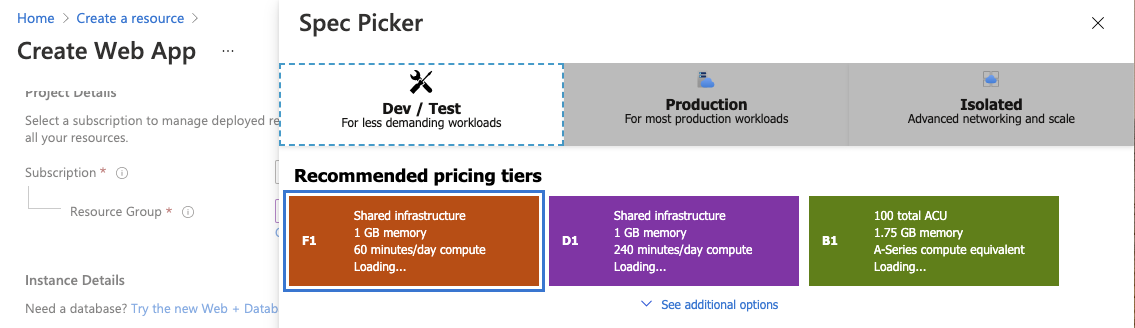 Home > Create a resource >
Create Web App ...
Project Details
Select a subscription to manage deployed re
all your resources.
Subscription *
Resource Group *
Instance Details
Need a database? Try the new Web + Datab
Spec Picker
Dev / Test
For less demanding workloads
Production
For most production workloads
Isolated
Advanced networking and scale
Recommended pricing tiers
F1
Shared infrastructure
1 GB memory
60 minutes/day compute
Loading...
D1
Shared infrastructure
1 GB memory
240 minutes/day compute
Loading...
B1
100 total ACU
1.75 GB memory
A-Series compute equivalent
Loading...
See additional options